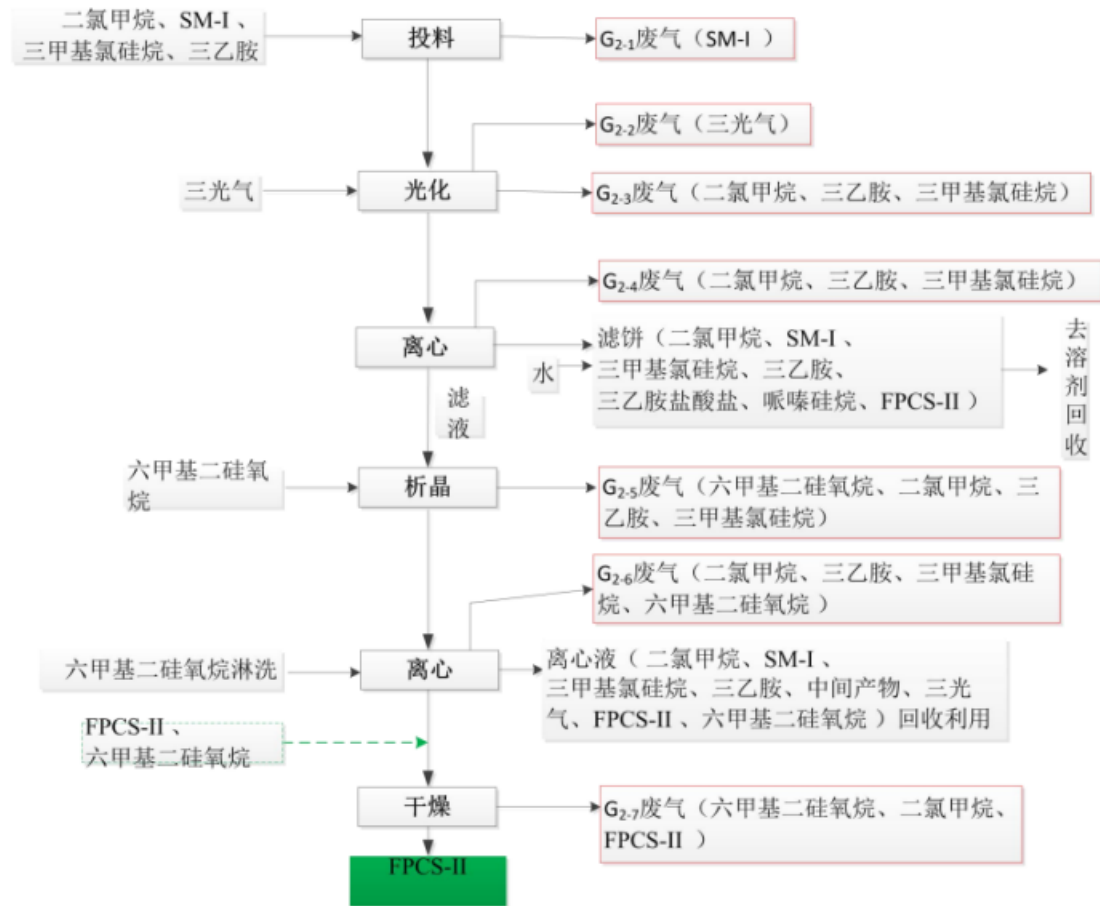 二氯甲烷、SM-I、
三甲基氯硅烷、三乙胺
投料
G2-1废气（SM-I ）
G2-2废气（三光气）
三光气
光化
G2-3废气（二氯甲烷、三乙胺、三甲基氯硅烷）
G2-4废气（二氯甲烷、三乙胺、三甲基氯硅烷）
离心
水
滤饼（二氯甲烷、SM-I 、
三甲基氯硅烷、三乙胺、
三乙胺盐酸盐、哌嗪硅烷、FPCS-II ）
去溶剂回收
滤液
六甲基二硅氧
烷
析晶
G2-5废气（六甲基二硅氧烷、二氯甲烷、三
乙胺、三甲基氯硅烷）
G2-6废气（二氯甲烷、三乙胺、三甲基氯硅
烷、六甲基二硅氧烷 ）
六甲基二硅氧烷淋洗
离心
离心液（ 二氯甲烷、SM-I 、
三甲基氯硅烷、三乙胺、中间产物、三光
气、FPCS-II 、六甲基二硅氧烷 ）回收利用
FPCS-II 、
六甲基二硅氧烷
干燥
G2-7废气（六甲基二硅氧烷、二氯甲烷、
FPCS-II ）
FPCS-II